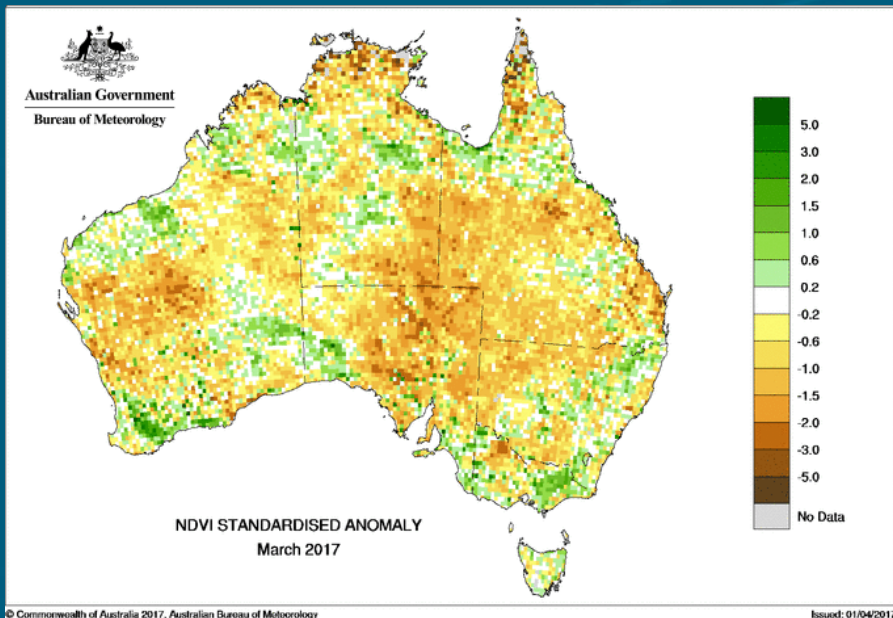 Australian Government
Bureau of Meteorology
5.0
3.0
2.0
1.5
1.0
0.6
0.2
-0.2
-0.6
-1.0
-1.5
-2.0
-3.0
-5.0
No Data
NDVI STANDARDISED ANOMALY
March 2017
© Commonwealth of Australia 2017, Australian Bureau of Meteorology
Issued: 01/04/2017